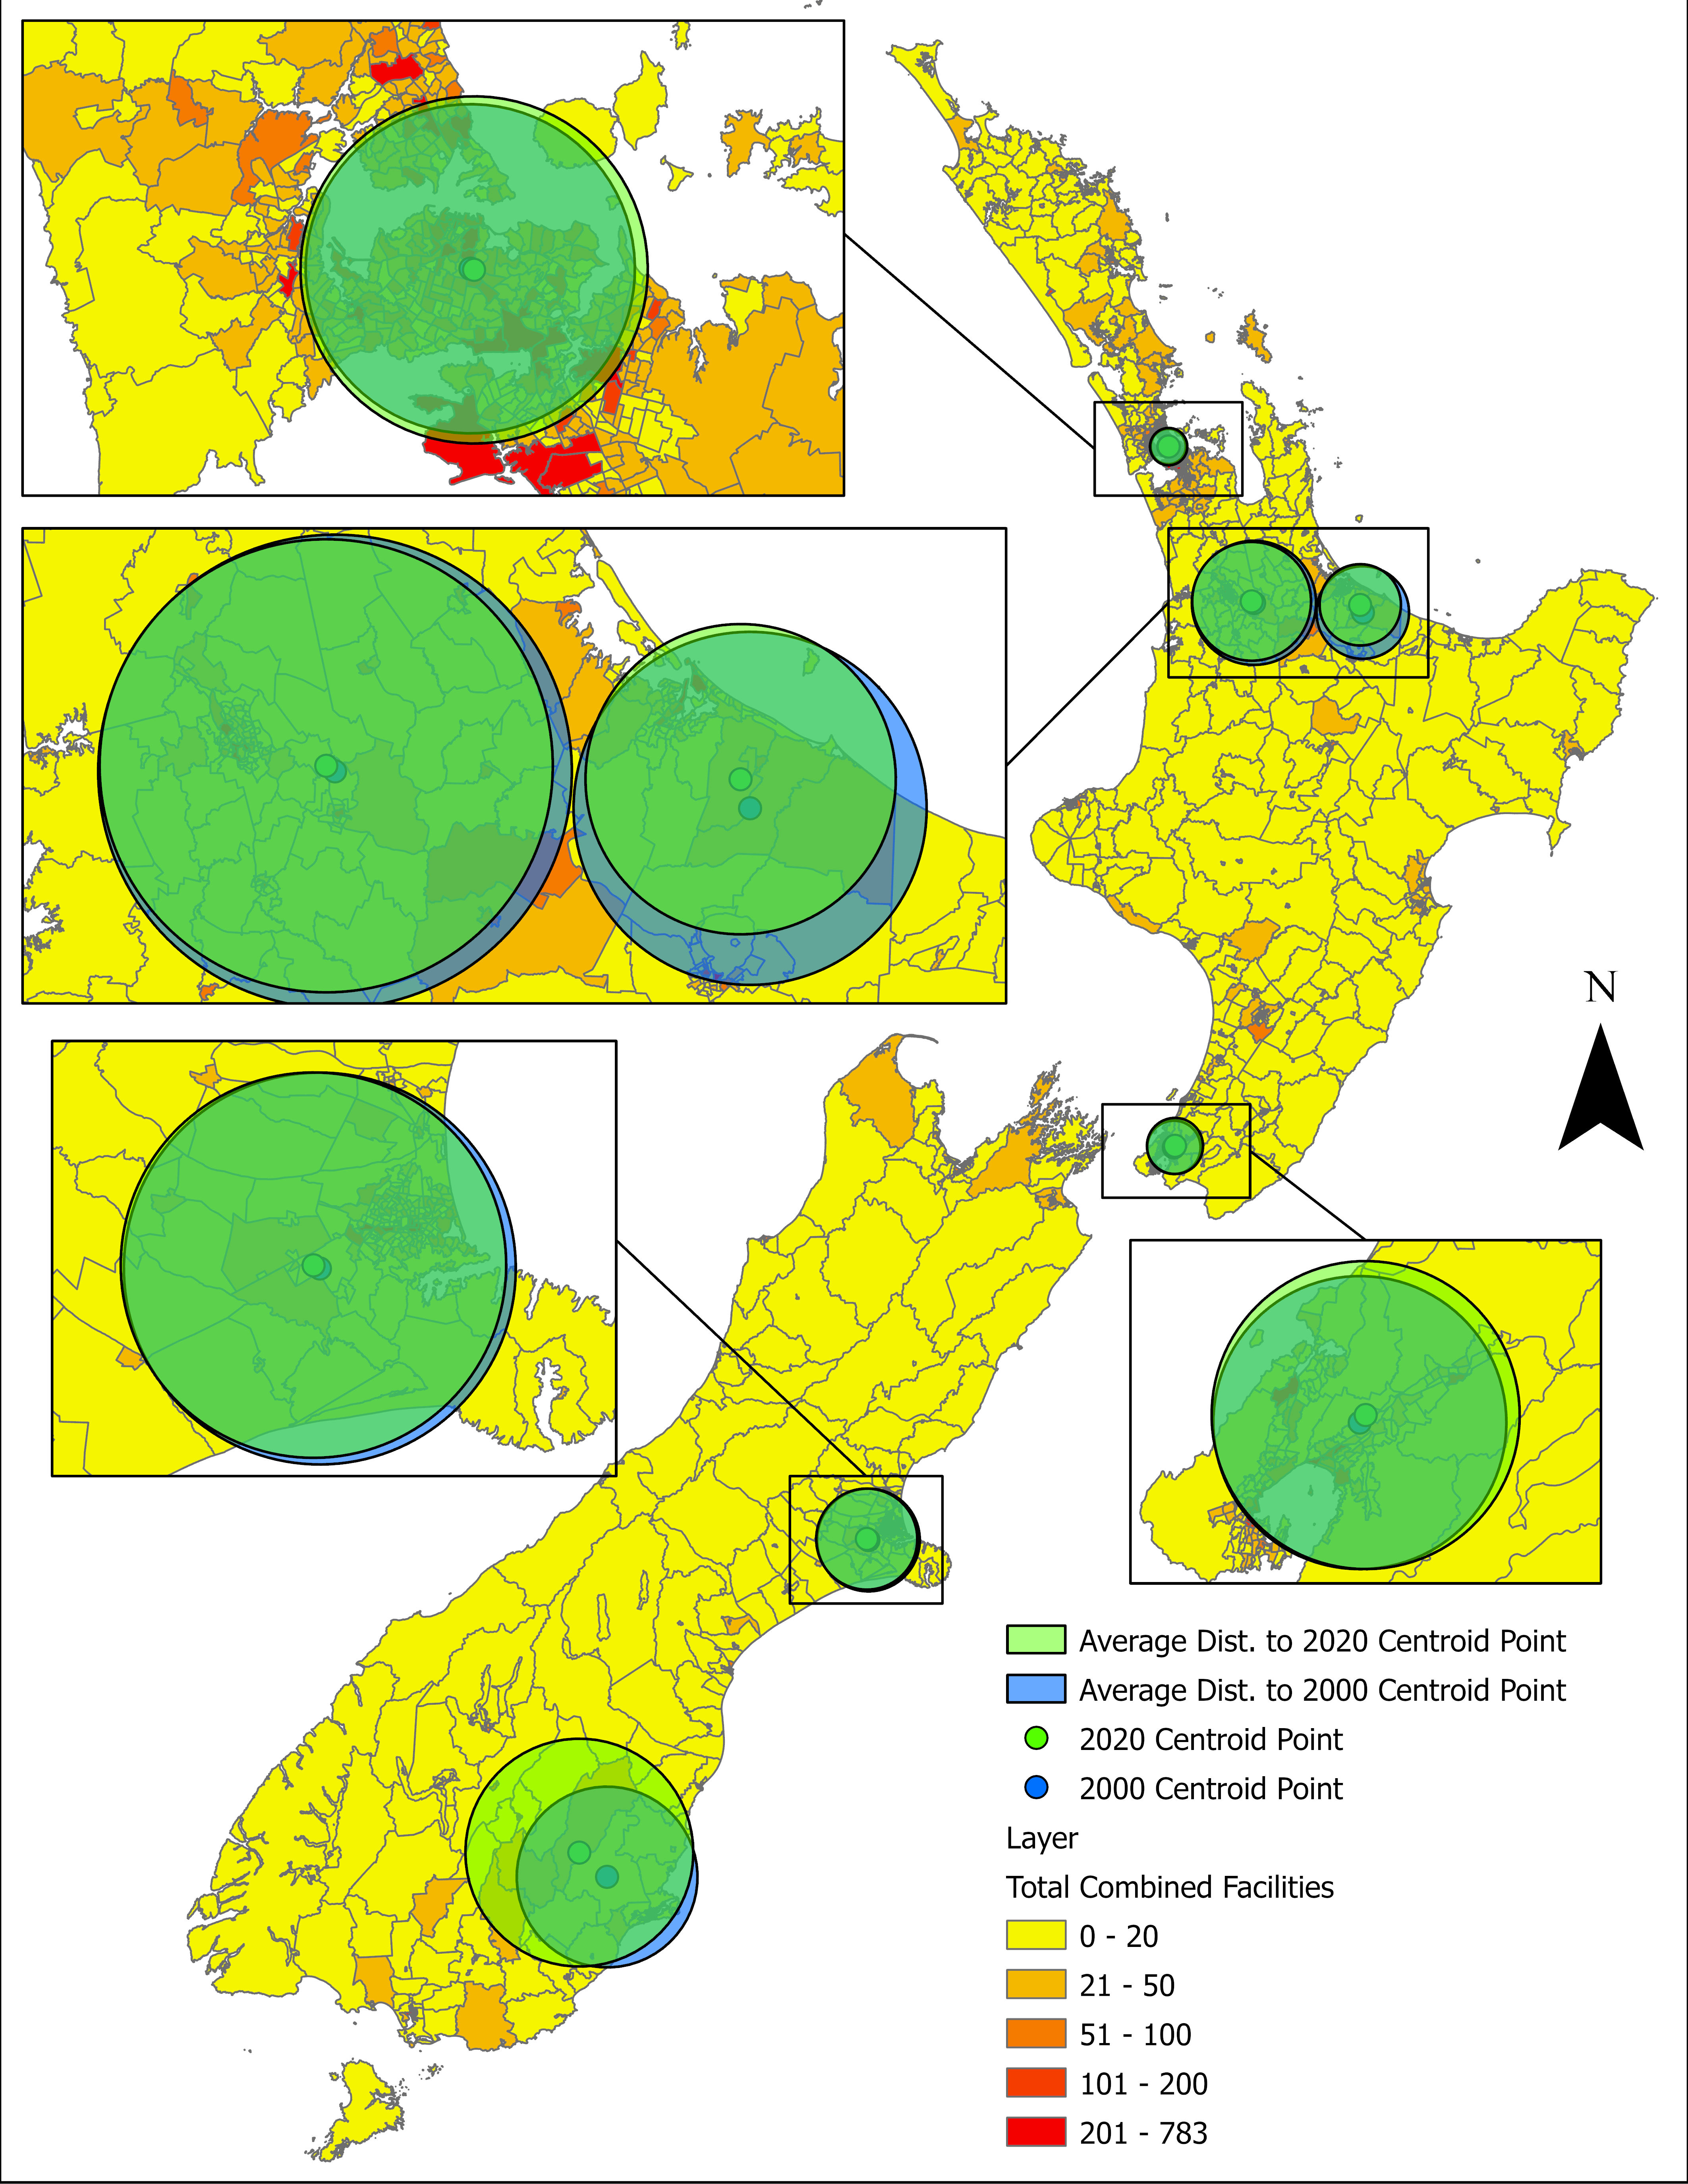 N
Average Dist. to 2020 Centroid Point
Average Dist. to 2000 Centroid Point
2020 Centroid Point
2000 Centroid Point
Layer
Total Combined Facilities
0 - 20
21 - 50
51 - 100
101 - 200
201 - 783